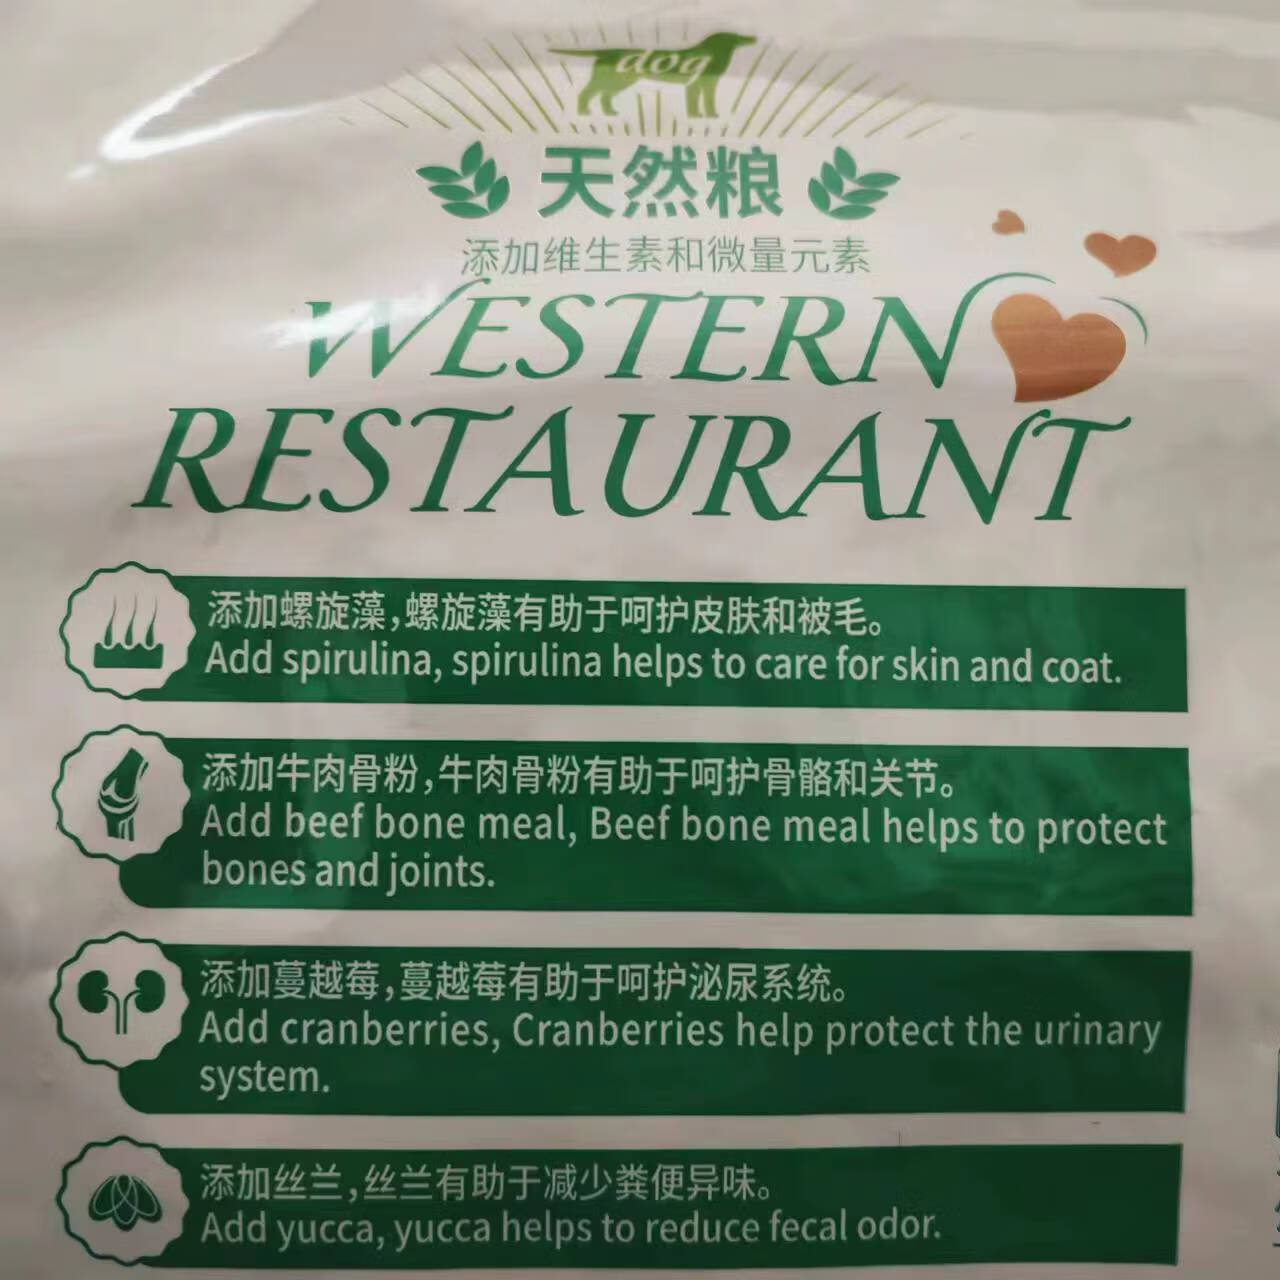 dog
天然粮
添加维生素和微量元素
WESTERN
RESTAURANT
添加螺旋藻,螺旋藻有助于呵护皮肤和被毛。
Add spirulina, spirulina helps to care for skin and coat.
添加牛肉骨粉,牛肉骨粉有助于呵护骨骼和关节。
Add beef bone meal, Beef bone meal helps to protect
bones and joints.
添加蔓越莓,蔓越莓有助于呵护泌尿系统。
Add cranberries, Cranberries help protect the urinary
system.
添加丝兰,丝兰有助于减少粪便异味。
Add yucca, yucca helps to reduce fecal odor.